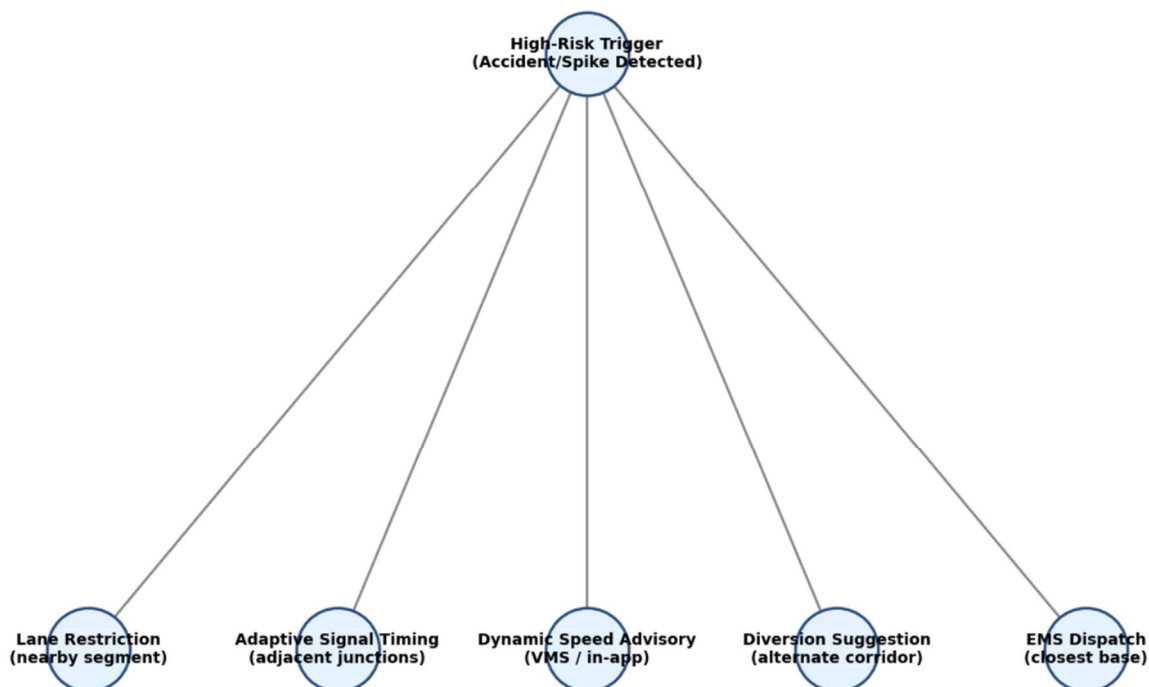 High-Risk Trigger
(Accident/Spike Detected)
Lane Restriction
(nearby segment)
Adaptive Signal Timing
(adjacent junctions)
Dynamic Speed Advisory
(VMS / in-app)
Diversion Suggestion
(alternate corridor)
EMS Dispatch
(closest base)